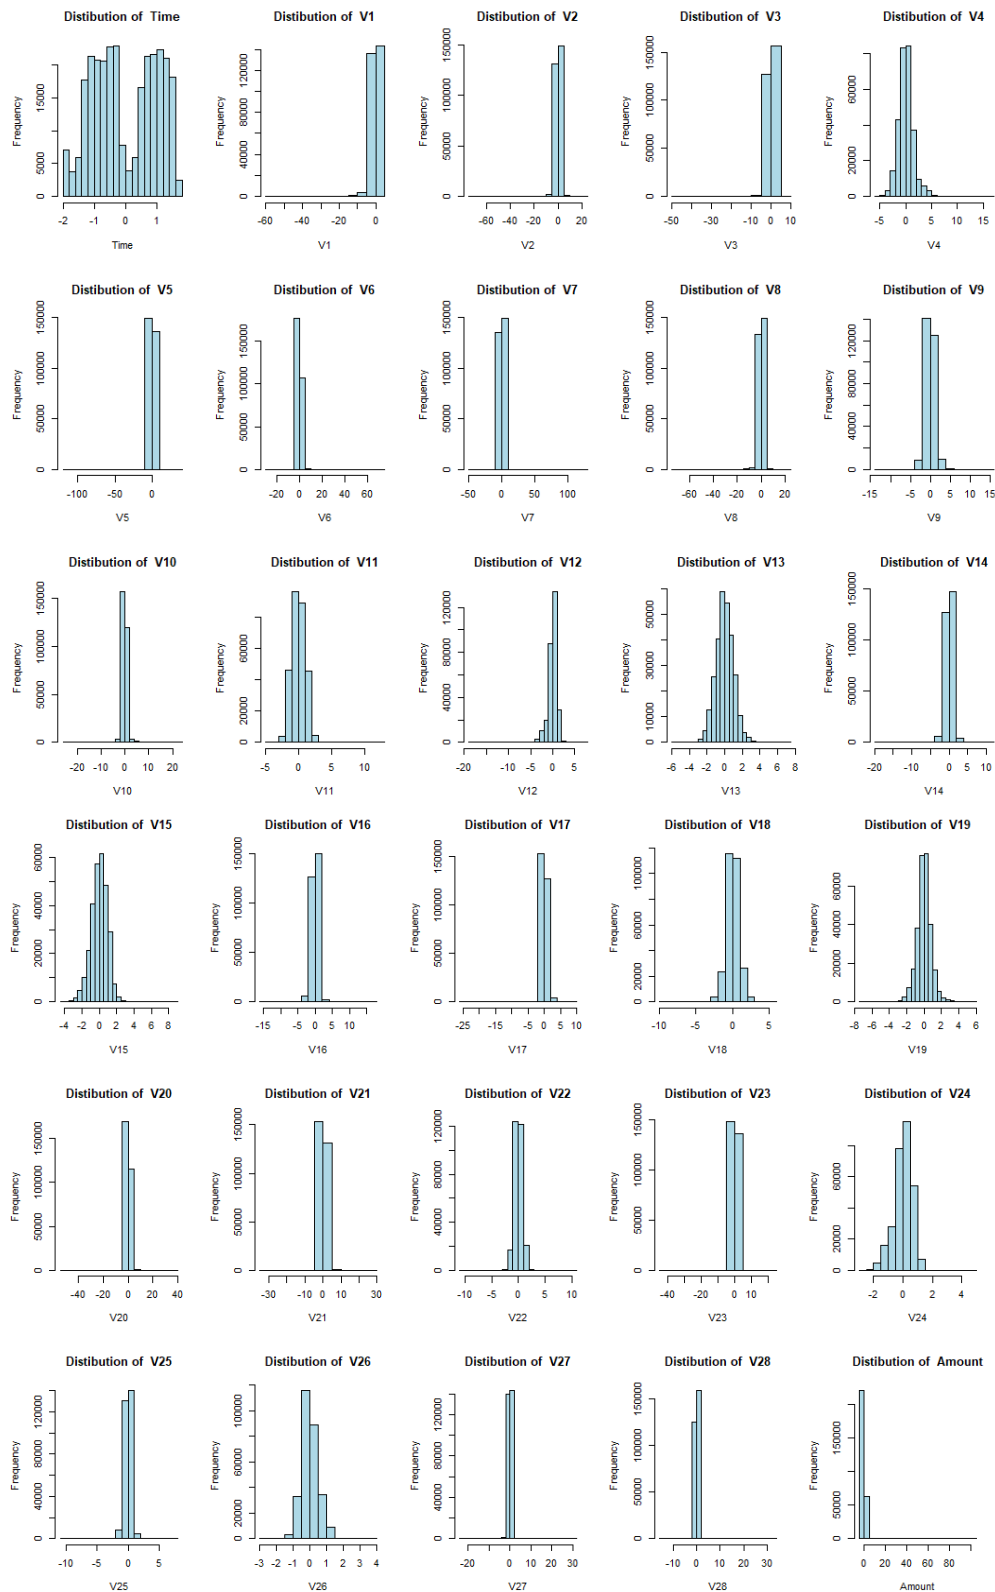 Distibution of Time
Distibution of V1
Distibution of V2
Distibution of V3
Distibution of V4
Frequency
0
5000
15000
-2 -1 0 1
Time
Frequency
0
20000
60000
100000
140000
-60 -40 -20 0
V1
Frequency
0
50000
100000
150000
-60 -40 -20 0 20
V2
Frequency
0
50000
100000
150000
-50 -30 -10 10
V3
Frequency
0
20000
60000
-5 0 5 10 15
V4
Distibution of V5
Distibution of V6
Distibution of V7
Distibution of V8
Distibution of V9
Frequency
0
50000
100000
150000
-100 -50 0
V5
Frequency
0
50000
100000
150000
-20 0 20 40 60
V6
Frequency
0
50000
100000
150000
-50 0 50 100
V7
Frequency
0
50000
100000
150000
-60 -40 -20 0 20
V8
Frequency
0
20000
60000
100000
140000
-15 -5 0 5 10 15
V9
Distibution of V10
Distibution of V11
Distibution of V12
Distibution of V13
Distibution of V14
Frequency
0
50000
100000
150000
-20 -10 0 10 20
V10
Frequency
0
20000
60000
-5 0 5 10
V11
Frequency
0
40000
80000
120000
-20 -15 -10 -5 0 5
V12
Frequency
0
10000
30000
50000
-6 -4 -2 0 2 4 6 8
V13
Frequency
0
50000
100000
150000
-20 -10 -5 0 5 10
V14
Distibution of V15
Distibution of V16
Distibution of V17
Distibution of V18
Distibution of V19
Frequency
0
20000
40000
60000
-4 -2 0 2 4 6 8
V15
Frequency
0
50000
100000
150000
-15 -5 0 5 10
V16
Frequency
0
50000
100000
150000
-25 -15 -5 0 5 10
V17
Frequency
0
20000
60000
100000
-10 -5 0 5
V18
Frequency
0
20000
40000
60000
-8 -6 -4 -2 0 2 4 6
V19
Distibution of V20
Distibution of V21
Distibution of V22
Distibution of V23
Distibution of V24
Frequency
0
50000
100000
150000
-40 -20 0 20 40
V20
Frequency
0
50000
100000
150000
-30 -10 0 10 30
V21
Frequency
0
40000
80000
120000
-10 -5 0 5 10
V22
Frequency
0
50000
100000
150000
-40 -20 0 10
V23
Frequency
0
20000
60000
-2 0 2 4
V24
Distibution of V25
Distibution of V26
Distibution of V27
Distibution of V28
Distibution of Amount
Frequency
0
40000
80000
120000
-10 -5 0 5
V25
Frequency
0
20000
60000
100000
-3 -2 -1 0 1 2 3 4
V26
Frequency
0
40000
80000
120000
-20 0 10 20 30
V27
Frequency
0
50000
100000
150000
-10 0 10 20 30
V28
Frequency
0
50000
150000
0 20 40 60 80
Amount